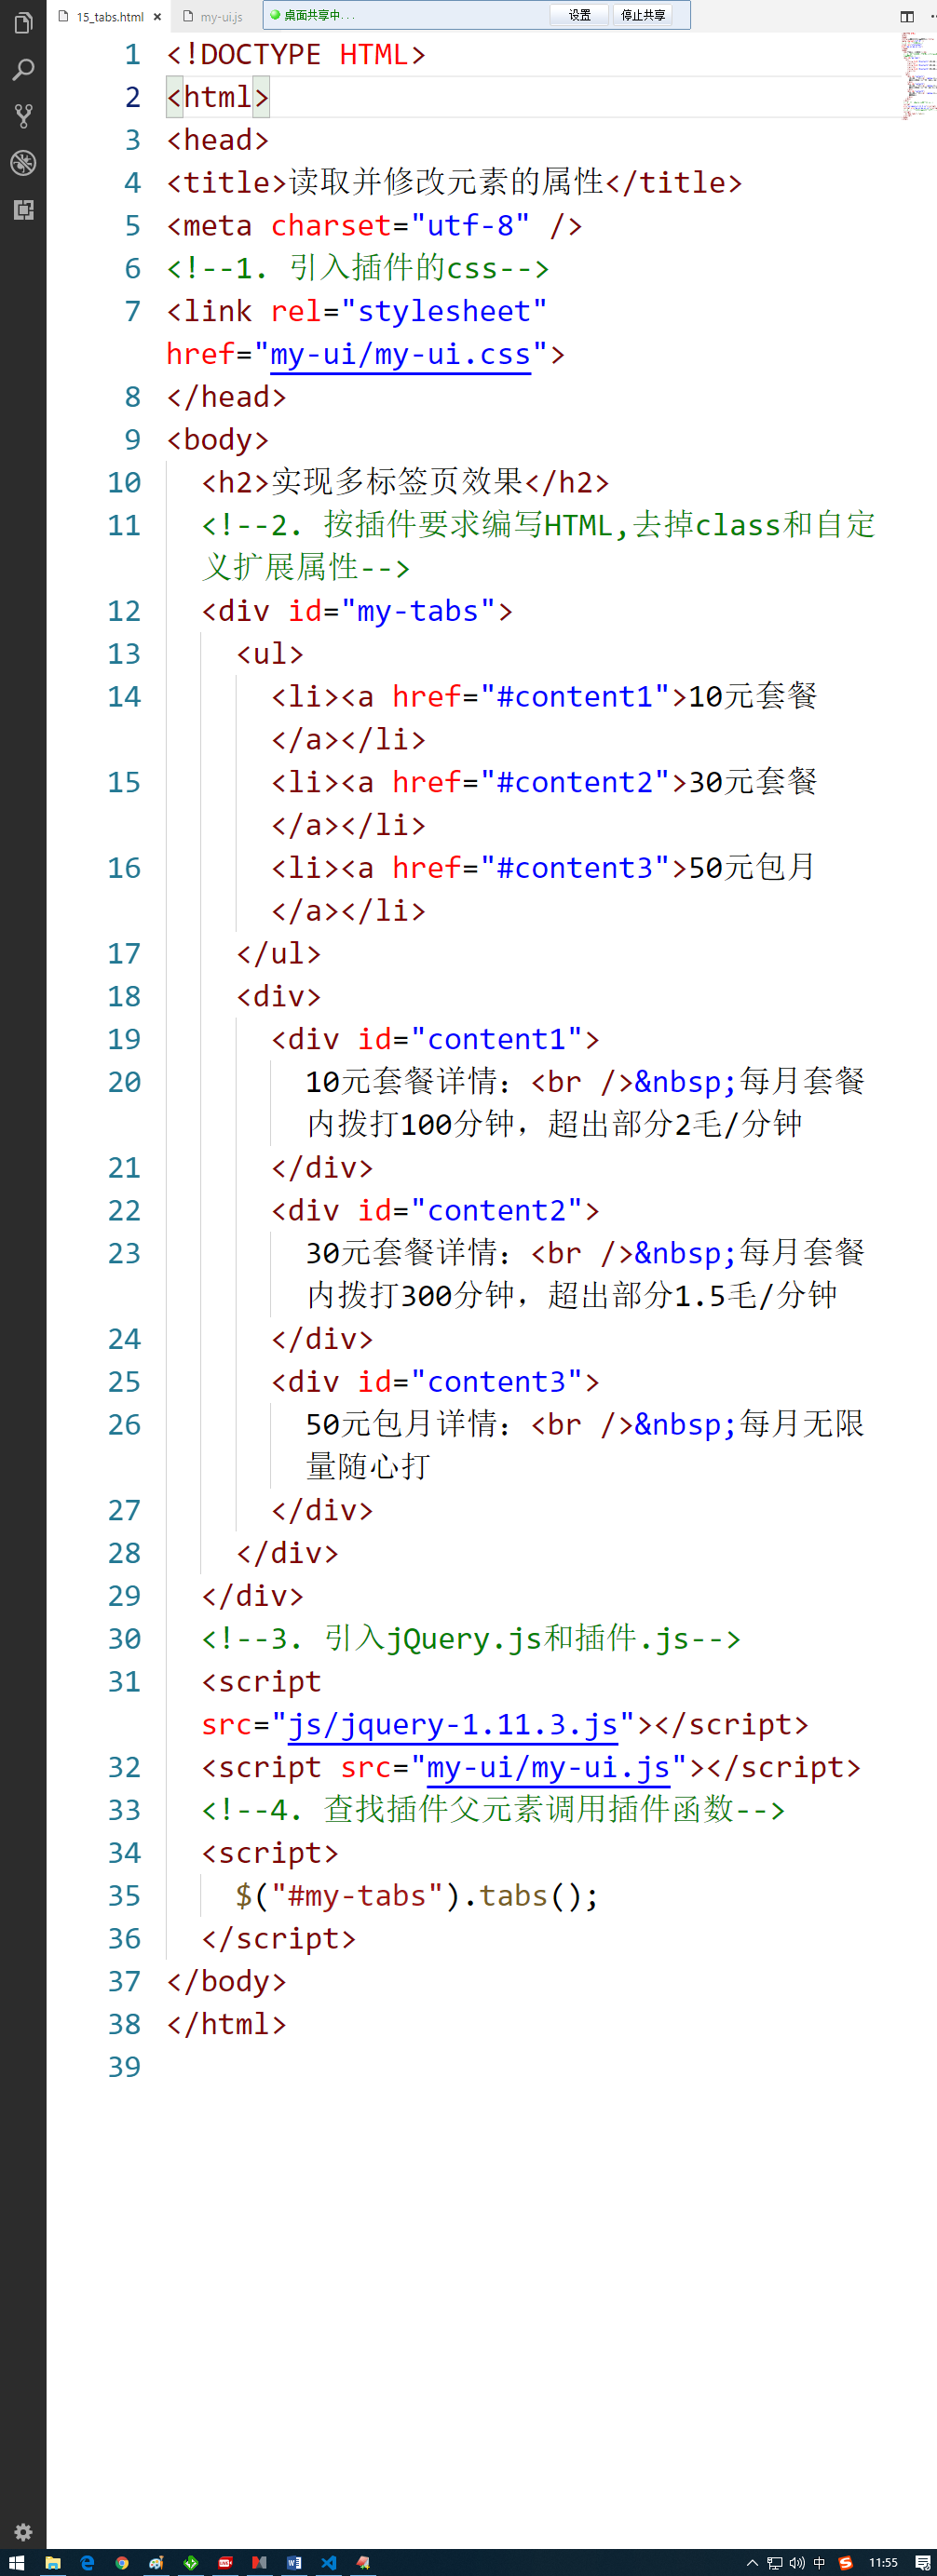 15_tabs.html × my-ui.js 桌面共享中... 设置 停止共享
1 <!DOCTYPE HTML>
2 <html>
3 <head>
4 <title>读取并修改元素的属性</title>
5 <meta charset="utf-8" />
6 <!--1. 引入插件的css-->
7 <link rel="stylesheet"
href="my-ui/my-ui.css">
8 </head>
9 <body>
10 <h2>实现多标签页效果</h2>
11 <!--2. 按插件要求编写HTML,去掉class和自定
义扩展属性-->
12 <div id="my-tabs">
13 <ul>
14 <li><a href="#content1">10元套餐
</a></li>
15 <li><a href="#content2">30元套餐
</a></li>
16 <li><a href="#content3">50元包月
</a></li>
17 </ul>
18 <div>
19 <div id="content1">
20 10元套餐详情：<br />&nbsp;每月套餐
内拨打100分钟，超出部分2毛/分钟
21 </div>
22 <div id="content2">
23 30元套餐详情：<br />&nbsp;每月套餐
内拨打300分钟，超出部分1.5毛/分钟
24 </div>
25 <div id="content3">
26 50元包月详情：<br />&nbsp;每月无限
量随心打
27 </div>
28 </div>
29 </div>
30 <!--3. 引入jQuery.js和插件.js-->
31 <script
src="js/jquery-1.11.3.js"></script>
32 <script src="my-ui/my-ui.js"></script>
33 <!--4. 查找插件父元素调用插件函数-->
34 <script>
35 $("#my-tabs").tabs();
36 </script>
37 </body>
38 </html>
39
中 11:55